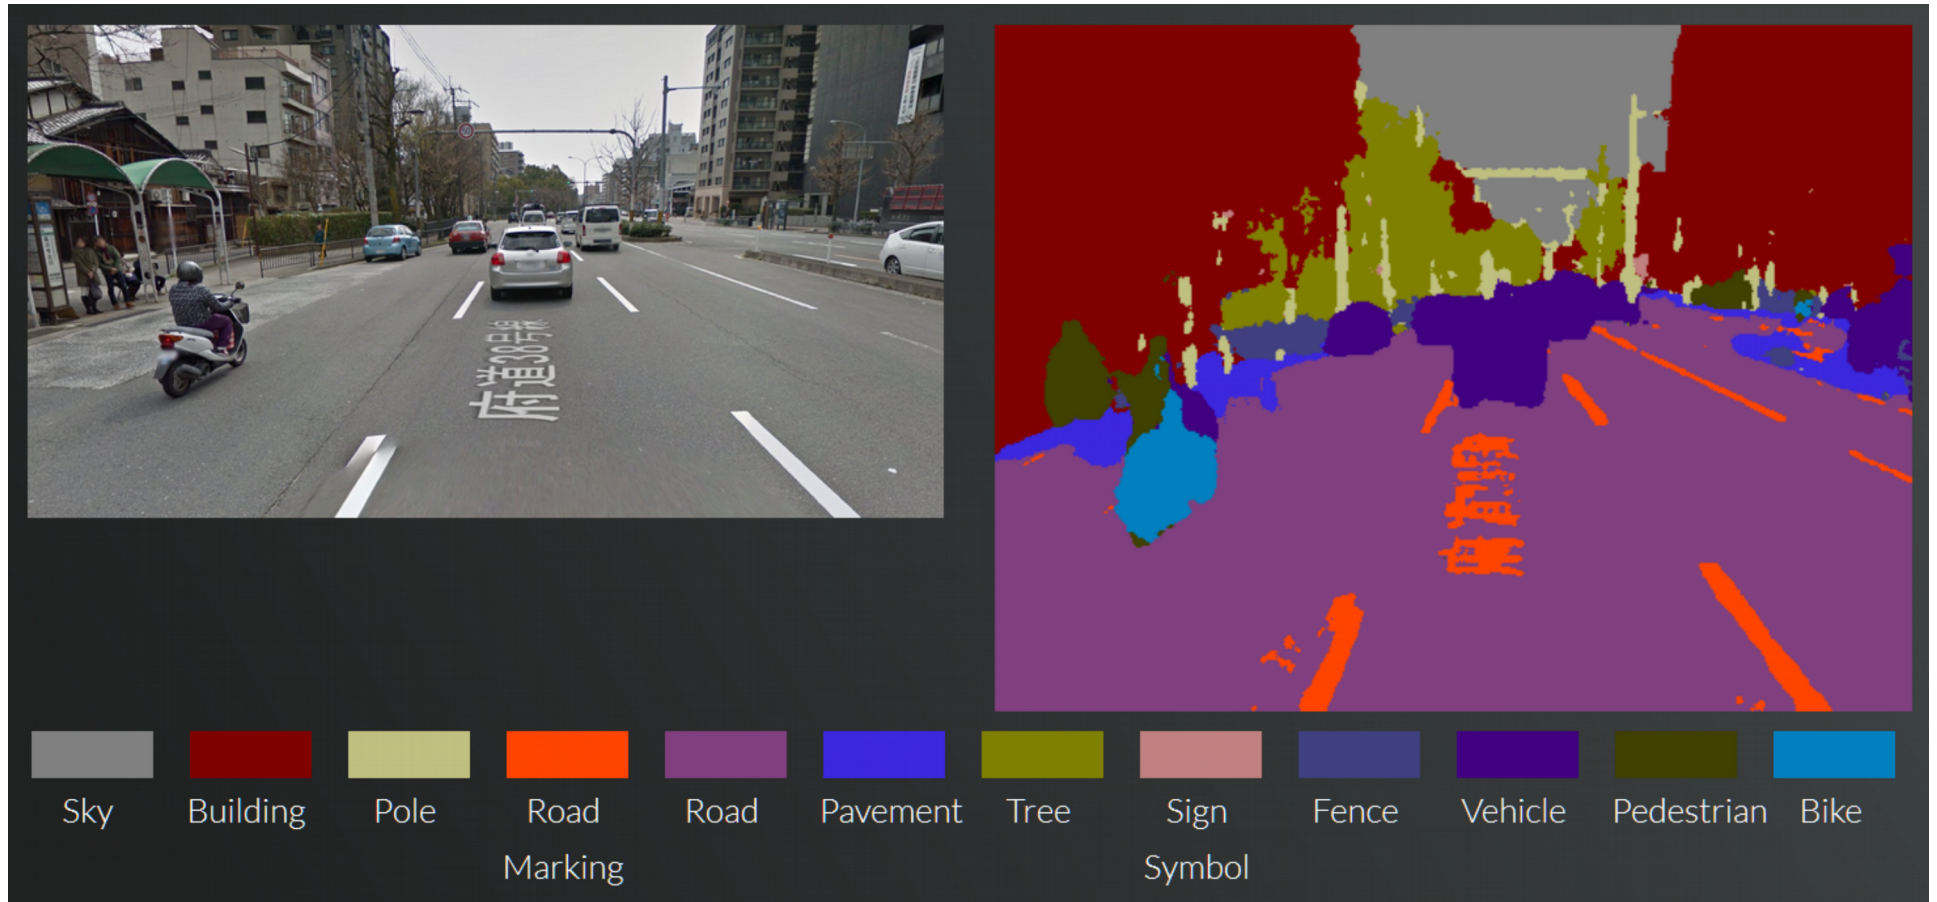 府道38号線
Sky
Building
Pole
Road Marking
Road
Pavement
Tree
Sign Symbol
Fence
Vehicle
Pedestrian
Bike